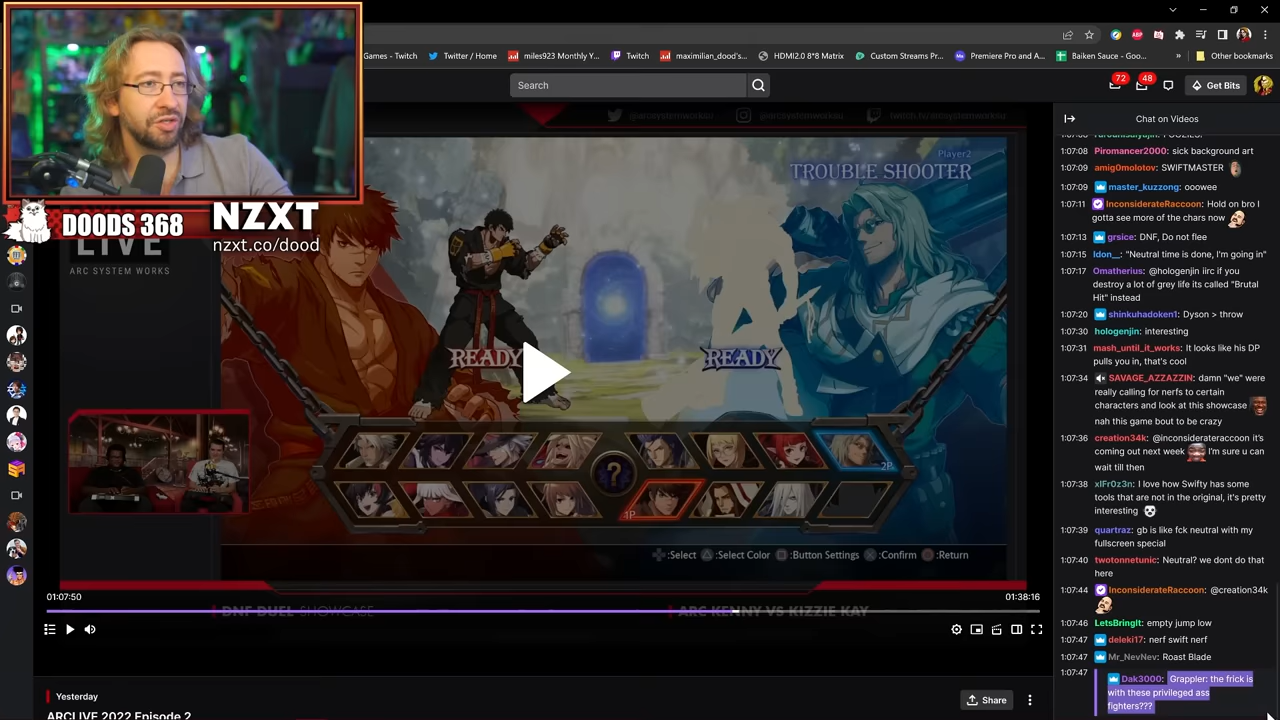 Games - Twitch
Twitter / Home
miles923 Monthly Y...
Twitch
maximilian_dood's...
HDMI2.0 8*8 Matrix
Custom Streams Pr...
Premiere Pro and A...
Baiken Sauce - Goo...
»
Other bookmarks
Search
72
48
Get Bits
Chat on Videos
@arcsystemworksu
@arcsystemworksu
twitch.tv/arcsystemworksu
DOODS 368
NZXT
nzxt.co/dood
LIVE
ARC SYSTEM WORKS
Player2
TROUBLE SHOOTER
READY
READY
?
1P
2P
:Select
:Select Color
:Button Settings
:Confirm
:Return
01:07:50
01:38:16
DNF DUEL SHOWCASE
ARC KENNY VS KIZZIE KAY
Yesterday
Share
ARCLIVE 2022 Episode 2
1:07:08 Piromancer2000: sick background art
1:07:09 amig0molotov: SWIFTMASTER
1:07:09 master_kuzzong: ooowee
1:07:11 InconsiderateRaccoon: Hold on bro I
gotta see more of the chars now
1:07:13 grsice: DNF, Do not flee
1:07:15 Idon__: "Neutral time is done, I'm going in"
1:07:17 Omatherius: @hologenjin iirc if you
destroy a lot of grey life its called "Brutal
Hit" instead
1:07:20 shinkuhadoken1: Dyson > throw
1:07:30 hologenjin: interesting
1:07:31 mash_until_it_works: It looks like his DP
pulls you in, that's cool
1:07:34 SAVAGE_AZZAZZIN: damn "we" were
really calling for nerfs to certain
characters and look at this showcase
nah this game bout to be crazy
1:07:36 creation34k: @inconsiderateraccoon it's
coming out next week I'm sure u can
wait till then
1:07:38 xIFr0z3n: I love how Swifty has some
tools that are not in the original, it's pretty
interesting
1:07:39 quartraz: gb is like fck neutral with my
fullscreen special
1:07:40 twotonnetunic: Neutral? we dont do that
here
1:07:44 InconsiderateRaccoon: @creation34k
1:07:46 LetsBringIt: empty jump low
1:07:47 deleki17: nerf swift nerf
1:07:47 Mr_NevNev: Roast Blade
1:07:47 Dak3000: Grappler: the frick is
with these privileged ass
fighters???